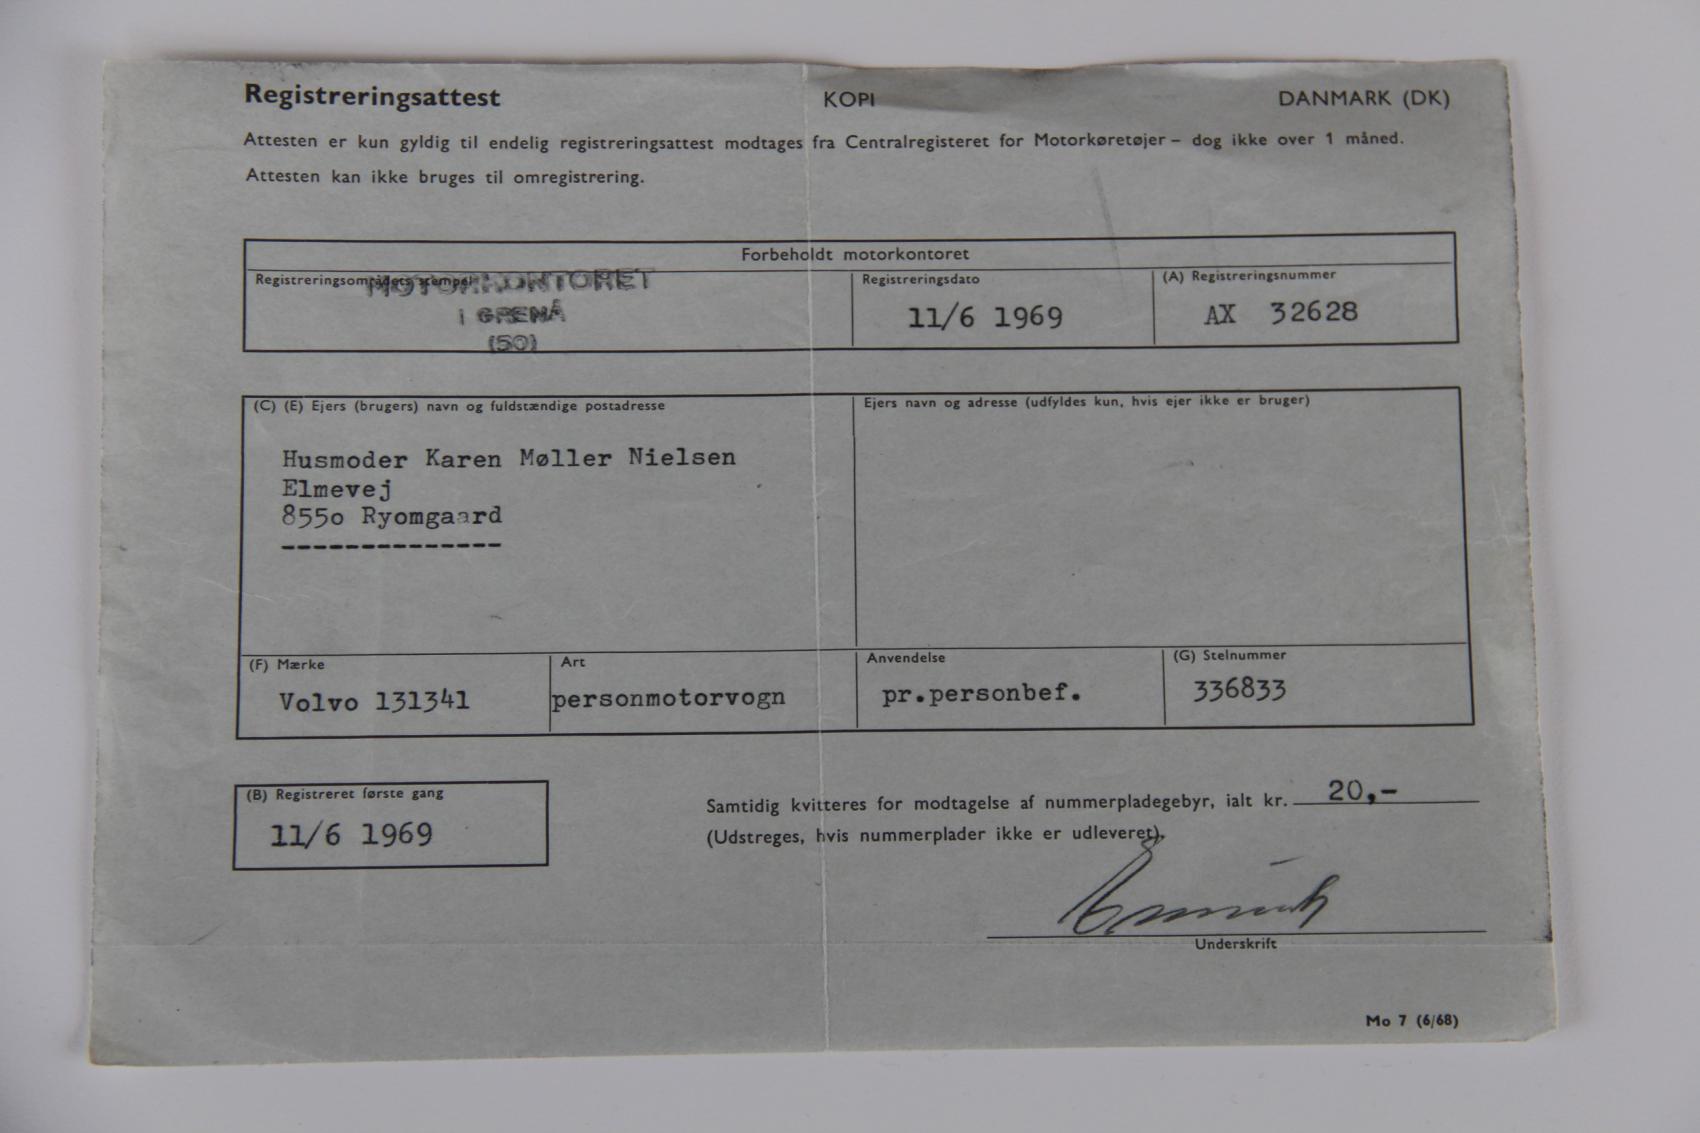 Registreringsattest KOPI DANMARK (DK)
Attesten er kun gyldig til endelig registreringsattest modtages fra Centralregisteret for Motorkøretøjer – dog ikke over 1 måned.
Attesten kan ikke bruges til omregistrering.
Forbeholdt motorkontoret
Registreringsområdets stempel Registreringsdato (A) Registreringsnummer
MOTORKONTORET
I GRENÅ
(50)
11/6 1969 AX 32628
(C) (E) Ejers (brugers) navn og fuldstændige postadresse Ejers navn og adresse (udfyldes kun, hvis ejer ikke er bruger)
Husmoder Karen Møller Nielsen
Elmevej
855o Ryomgaard
---------------
(F) Mærke Art Anvendelse (G) Stelnummer
Volvo 131341 personmotorvogn pr.personbef. 336833
(B) Registreret første gang
11/6 1969
Samtidig kvitteres for modtagelse af nummerpladegebyr, ialt kr. 20,-
(Udstreges, hvis nummerplader ikke er udleveret).
Underskrift
Mo 7 (6/68)